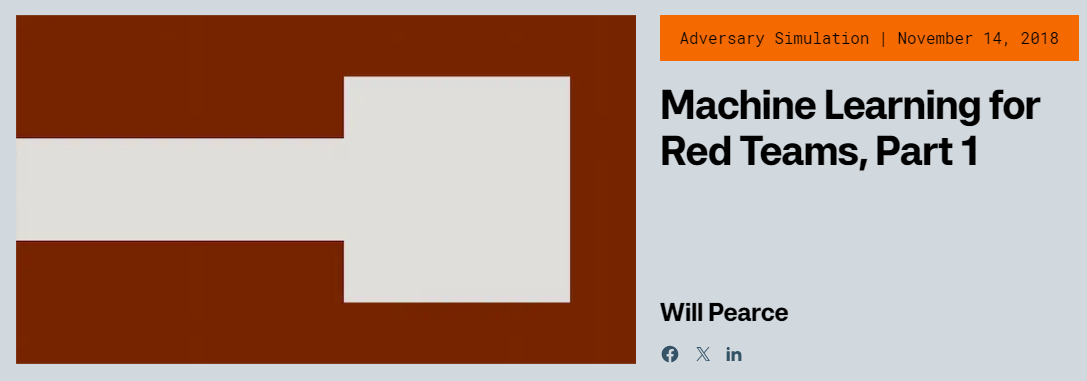 Adversary Simulation | November 14, 2018
Machine Learning for
Red Teams, Part 1
Will Pearce